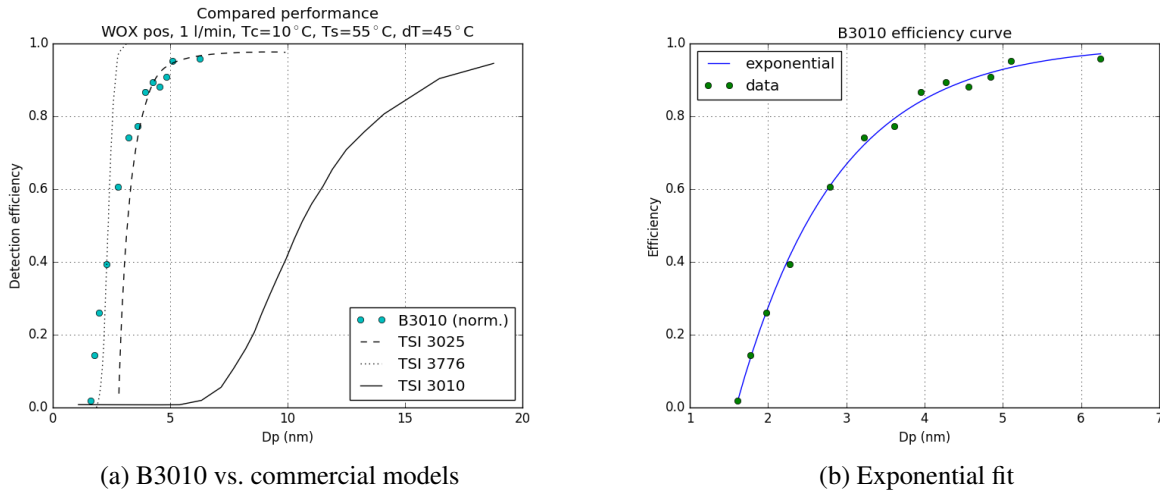 Compared performance
WOX pos, 1 l/min, Tc=10°C, Ts=55°C, dT=45°C
1.0
0.8
0.6
0.4
0.2
0.0
Detection efficiency
B3010 (norm.)
TSI 3025
TSI 3776
TSI 3010
0 5 10 15 20
Dp (nm)
(a) B3010 vs. commercial models
B3010 efficiency curve
1.0
0.8
0.6
0.4
0.2
0.0
Efficiency
exponential
data
1 2 3 4 5 6 7
Dp (nm)
(b) Exponential fit